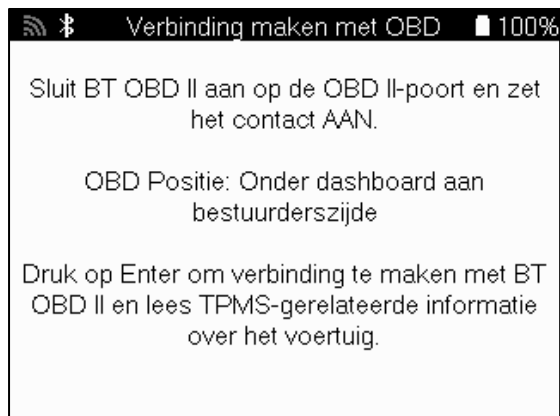 Verbinding maken met OBD 100%
Sluit BT OBD II aan op de OBD II-poort en zet
het contact AAN.
OBD Positie: Onder dashboard aan
bestuurderszijde
Druk op Enter om verbinding te maken met BT
OBD II en lees TPMS-gerelateerde informatie
over het voertuig.